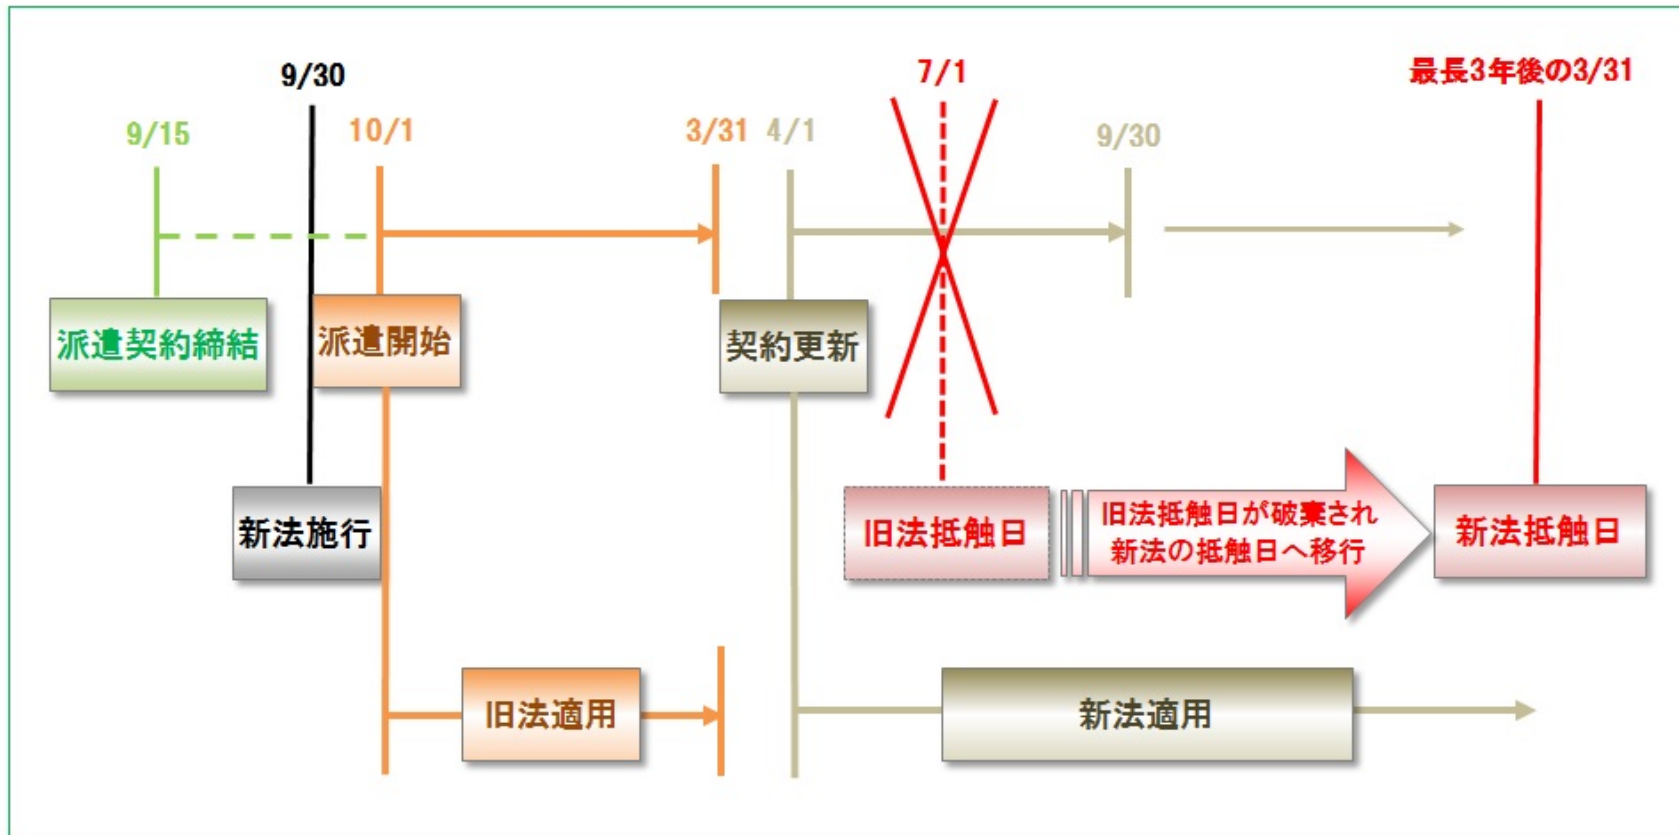 9/30
7/1
最長3年後の3/31
9/15
10/1
3/31
4/1
9/30
派遣契約締結
派遣開始
契約更新
新法施行
旧法抵触日
旧法抵触日が破棄され
新法の抵触日へ移行
新法抵触日
旧法適用
新法適用